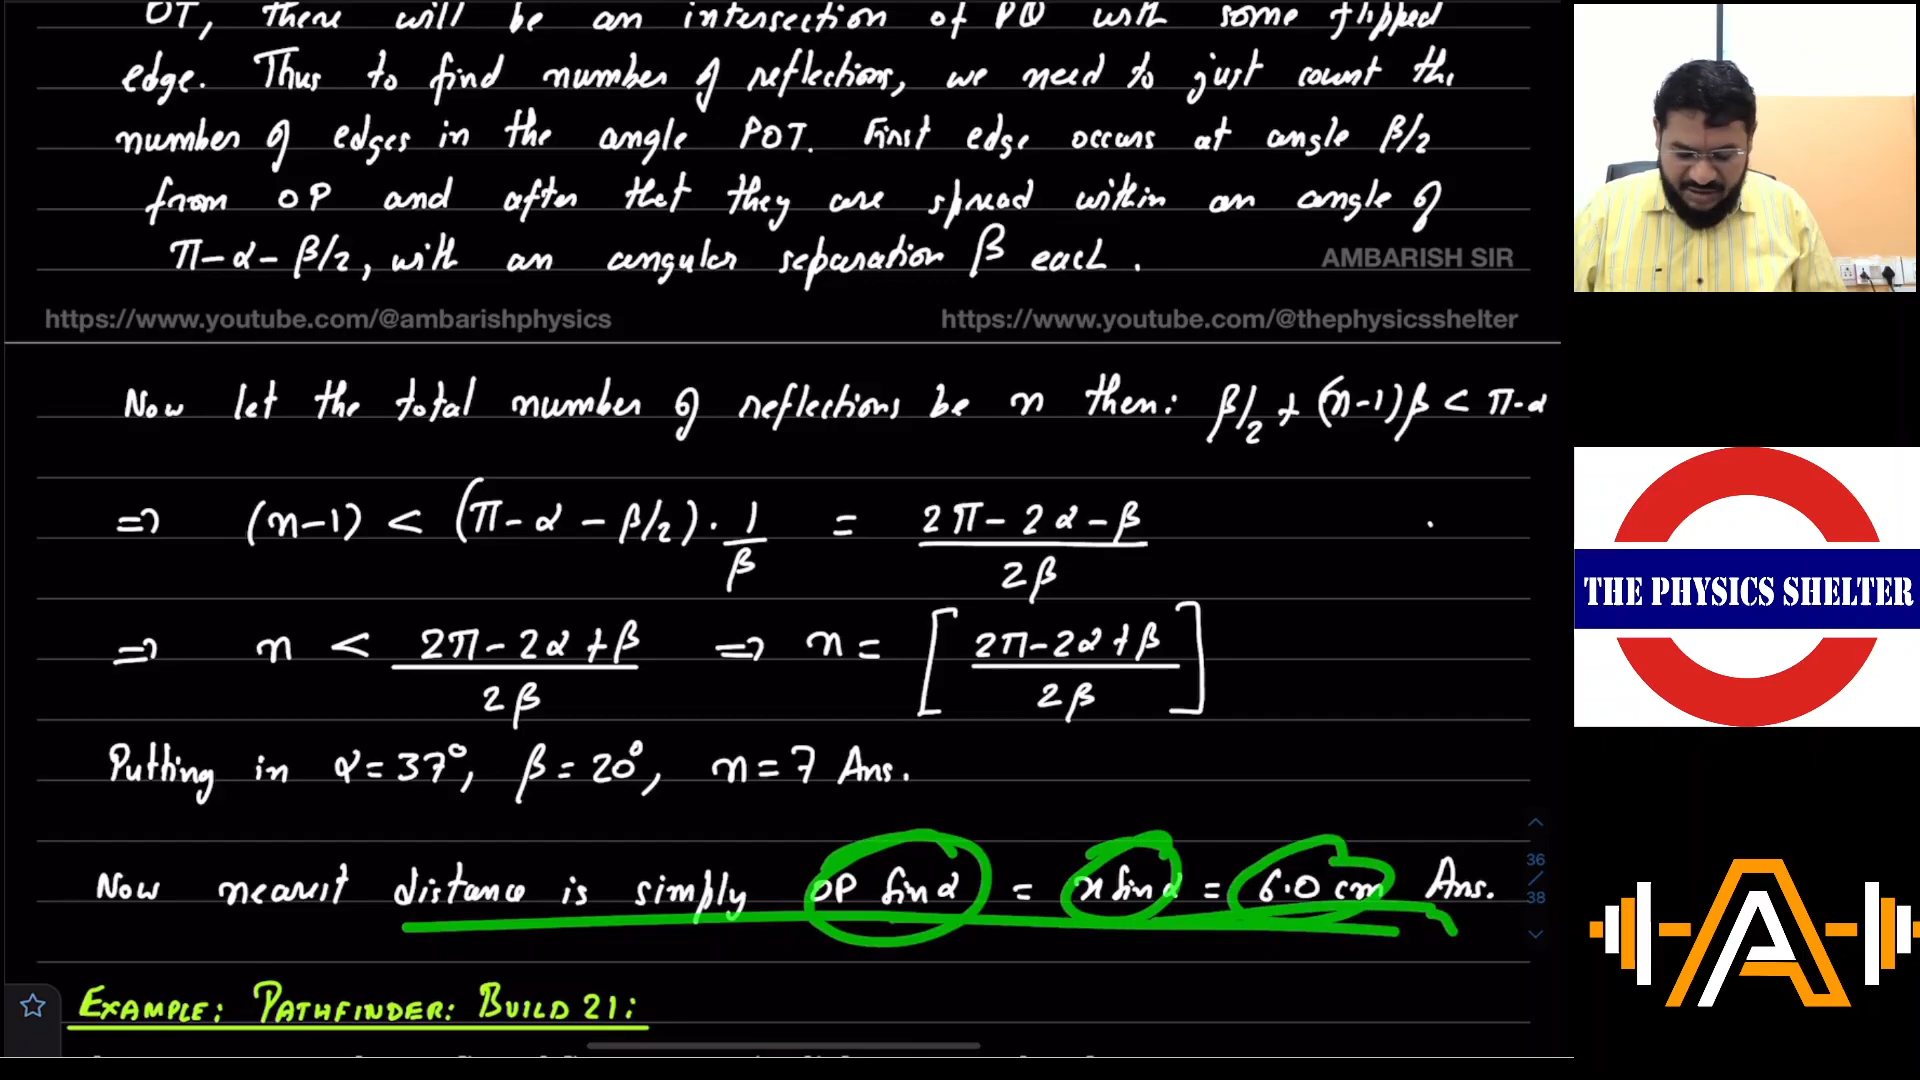 OT, there will be an intersection of PQ with some flipped
edge. Thus to find number of reflections, we need to just count the
number of edges in the angle POT. First edge occurs at angle β/2
from OP and after that they are spread within an angle of
π-α-β/2, with an angular separation β each.
AMBARISH SIR
https://www.youtube.com/@ambarishphysics
https://www.youtube.com/@thephysicsshelter
Now let the total number of reflections be n then: β/2 + (n-1)β < π-α
⇒ (n-1) < (π-α-β/2) · 1/β = (2π-2α-β)/2β
⇒ n < (2π-2α+β)/2β ⇒ n = [(2π-2α+β)/2β]
Putting in α=37°, β=20°, n=7 Ans.
Now nearest distance is simply OP sinα = x sinα = 6.0 cm Ans.
36
/
38
EXAMPLE: PATHFINDER: BUILD 21:
THE PHYSICS SHELTER
A